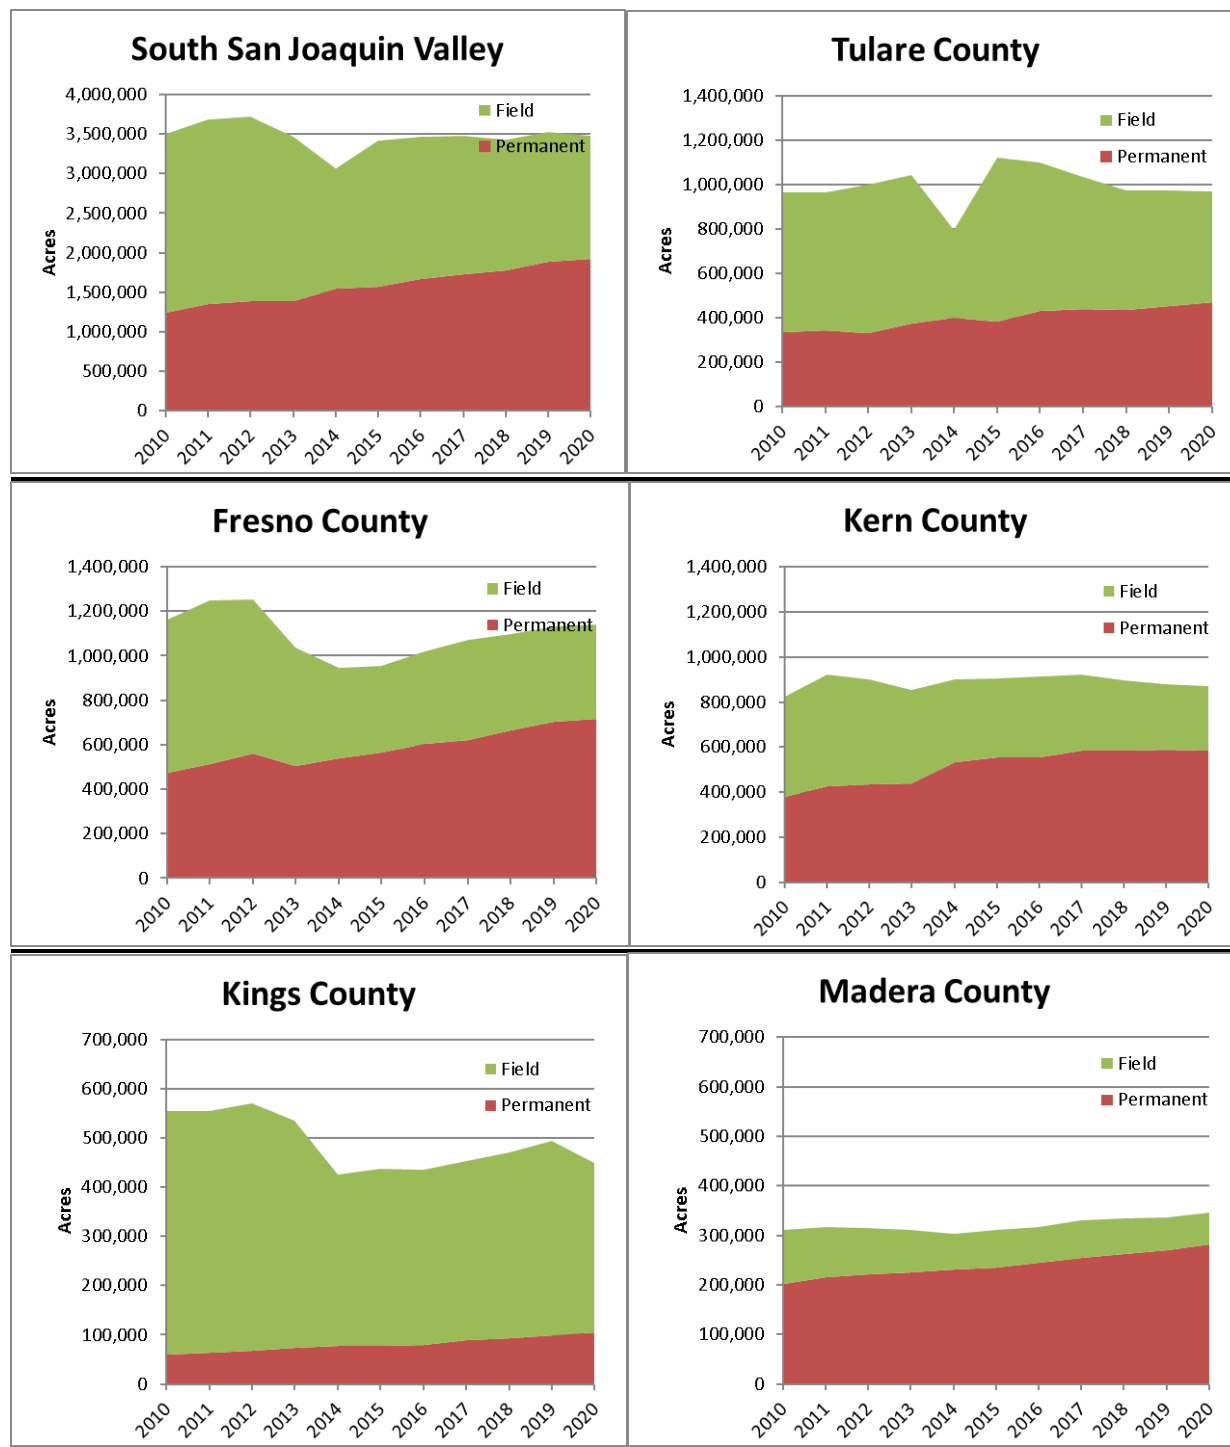 South San Joaquin Valley
4,000,000
3,500,000
3,000,000
2,500,000
2,000,000
1,500,000
1,000,000
500,000
0
Acres
Field
Permanent
2010 2011 2012 2013 2014 2015 2016 2017 2018 2019 2020
Tulare County
1,400,000
1,200,000
1,000,000
800,000
600,000
400,000
200,000
0
Acres
Field
Permanent
2010 2011 2012 2013 2014 2015 2016 2017 2018 2019 2020
Fresno County
1,400,000
1,200,000
1,000,000
800,000
600,000
400,000
200,000
0
Acres
Field
Permanent
2010 2011 2012 2013 2014 2015 2016 2017 2018 2019 2020
Kern County
1,400,000
1,200,000
1,000,000
800,000
600,000
400,000
200,000
0
Acres
Field
Permanent
2010 2011 2012 2013 2014 2015 2016 2017 2018 2019 2020
Kings County
700,000
600,000
500,000
400,000
300,000
200,000
100,000
0
Acres
Field
Permanent
2010 2011 2012 2013 2014 2015 2016 2017 2018 2019 2020
Madera County
700,000
600,000
500,000
400,000
300,000
200,000
100,000
0
Acres
Field
Permanent
2010 2011 2012 2013 2014 2015 2016 2017 2018 2019 2020